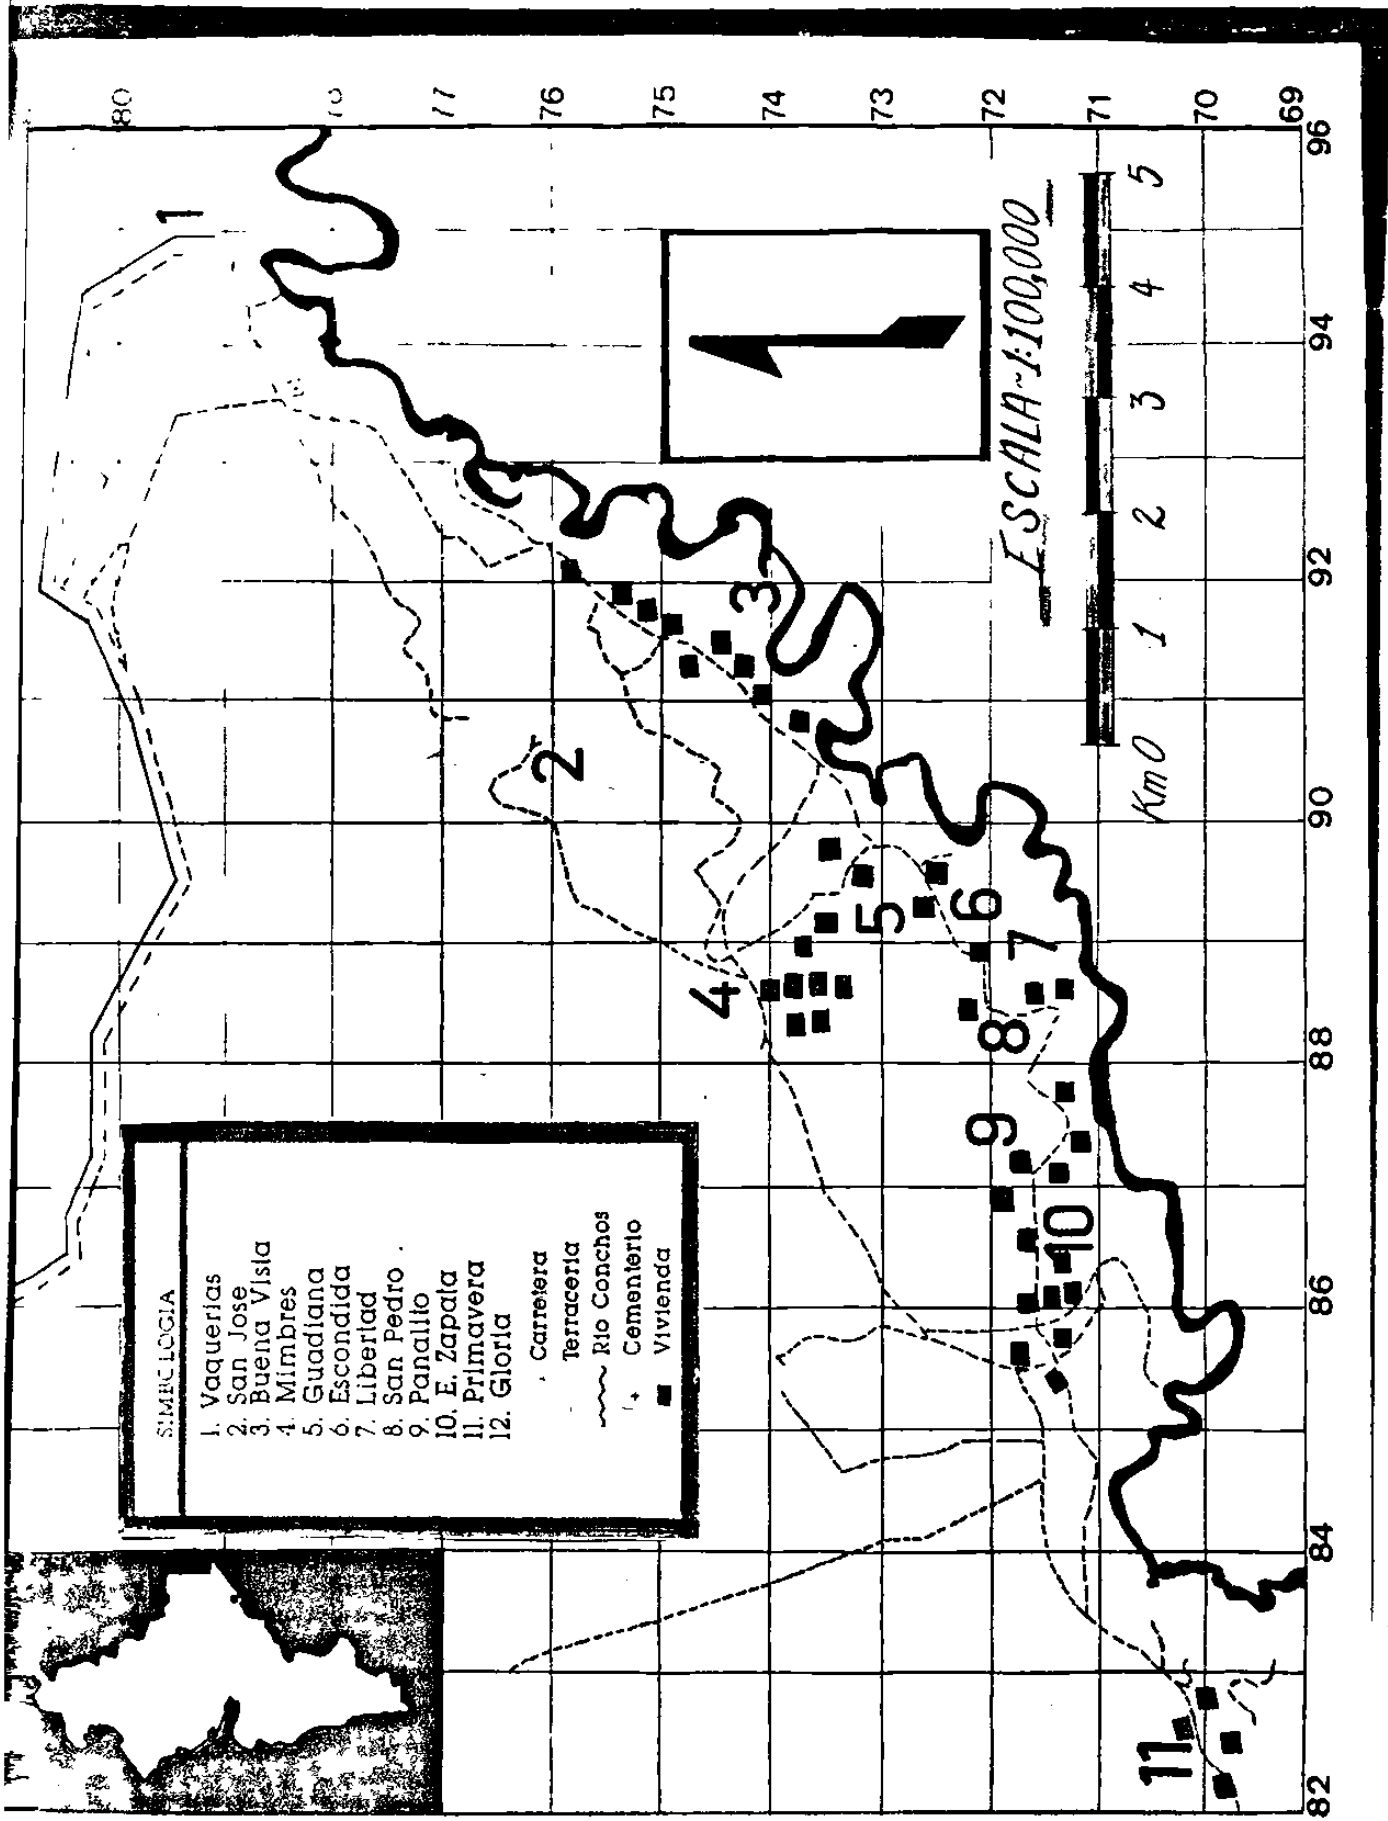 SIMBOLOGIA
1. Vaquerias
2. San Jose
3. Buena Vista
4 Mimbres
5. Guadiana
6. Escondida
7. Libertad
8. San Pedro.
9. Panalito
10. E. Zapata
11. Primavera
12. Gloria
Carretera
Terraceria
Rio Conchos
Cementerio
Vivienda
1
2
3
4
5
6
7
8
9
10
11
80
77
76
75
74
73
72
71
70
69
82
84
86
88
90
92
94
96
ESCALA~1:100,000
Km 0 1 2 3 4 5